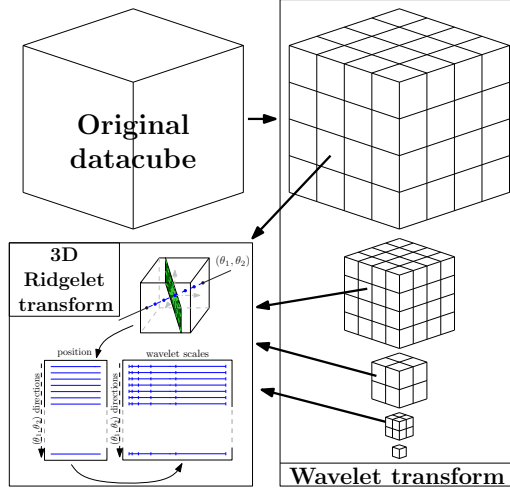 Original
datacube
3D
Ridgelet
transform
(θ₁, θ₂)
position
wavelet scales
(θ₁, θ₂) directions
(θ₁, θ₂) directions
Wavelet transform